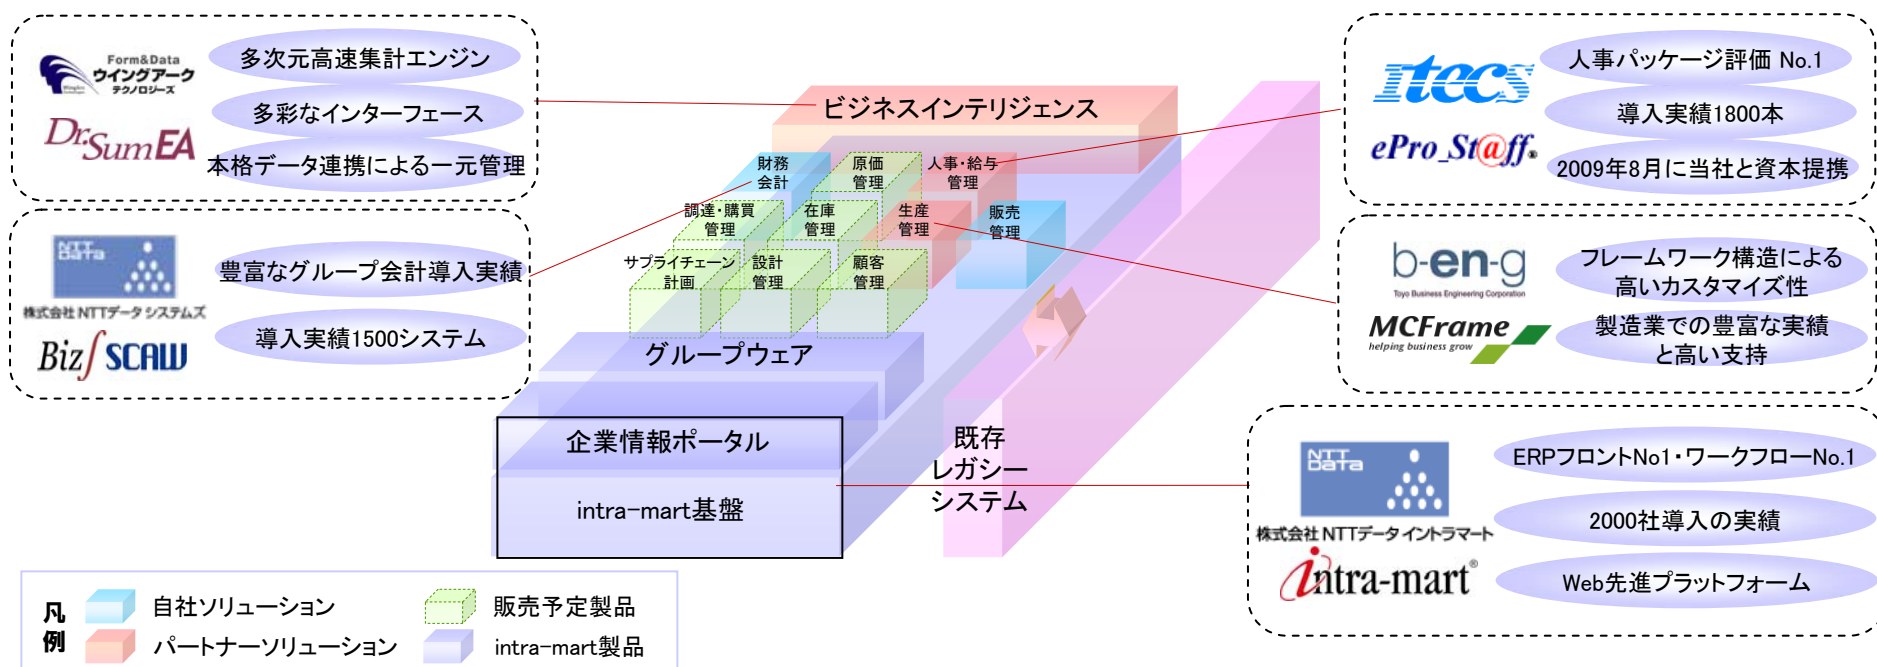 Form&Data
ウイングアーク
テクノロジーズ
Dr.Sum EA
多次元高速集計エンジン
多彩なインターフェース
本格データ連携による一元管理
NTT
Data
株式会社 NTTデータ システムズ
Biz∫SCAW
豊富なグループ会計導入実績
導入実績1500システム
ビジネスインテリジェンス
財務
会計
原価
管理
人事・給与
管理
調達・購買
管理
在庫
管理
生産
管理
販売
管理
サプライチェーン
計画
設計
管理
顧客
管理
グループウェア
企業情報ポータル
intra-mart基盤
既存
レガシー
システム
itecs
ePro_St@ff®
人事パッケージ評価 No.1
導入実績1800本
2009年8月に当社と資本提携
b-en-g
Toyo Business Engineering Corporation
MCFrame
helping business grow
フレームワーク構造による
高いカスタマイズ性
製造業での豊富な実績
と高い支持
NTT
Data
株式会社 NTTデータ イントラマート
intra-mart®
ERPフロントNo1・ワークフローNo.1
2000社導入の実績
Web先進プラットフォーム
凡
例
自社ソリューション
販売予定製品
パートナーソリューション
intra-mart製品